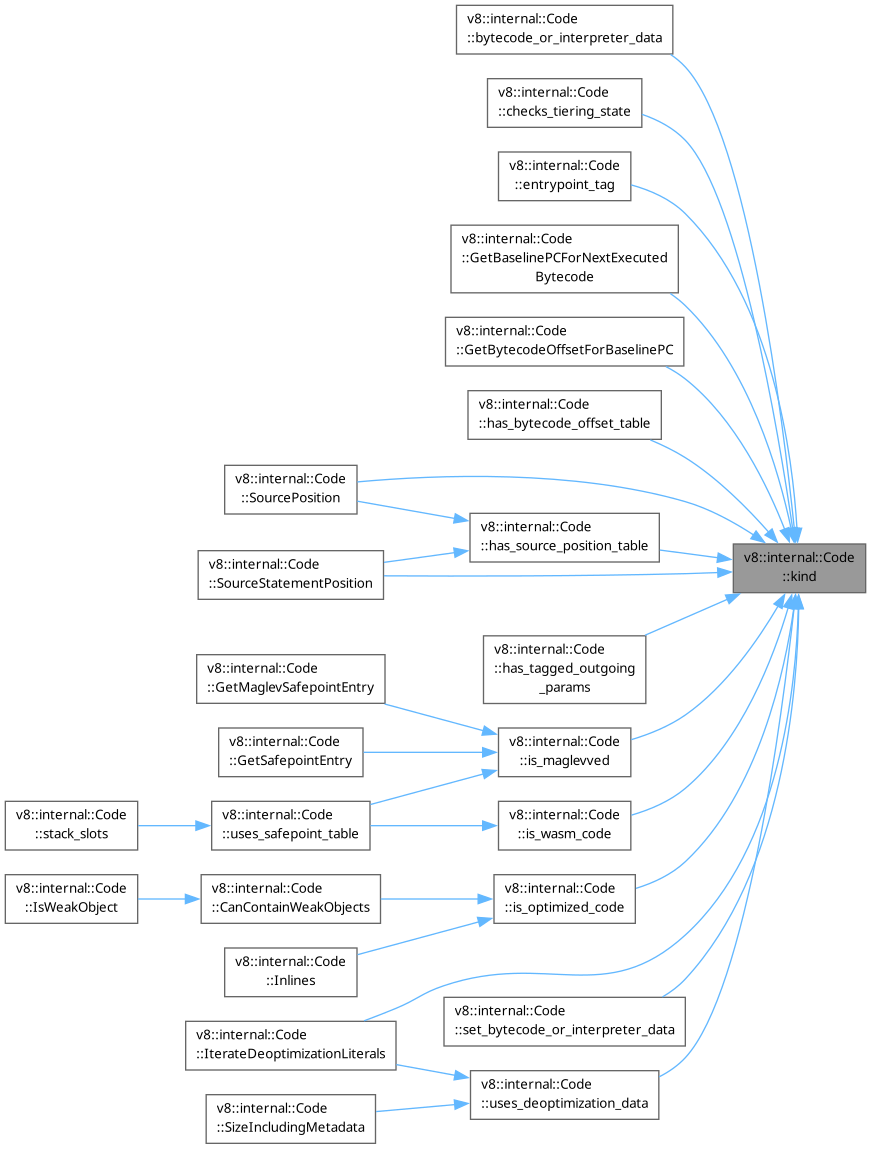 v8::internal::Code
::bytecode_or_interpreter_data
v8::internal::Code
::checks_tiering_state
v8::internal::Code
::entrypoint_tag
v8::internal::Code
::GetBaselinePCForNextExecuted
Bytecode
v8::internal::Code
::GetBytecodeOffsetForBaselinePC
v8::internal::Code
::has_bytecode_offset_table
v8::internal::Code
::SourcePosition
v8::internal::Code
::has_source_position_table
v8::internal::Code
::kind
v8::internal::Code
::SourceStatementPosition
v8::internal::Code
::has_tagged_outgoing
_params
v8::internal::Code
::GetMaglevSafepointEntry
v8::internal::Code
::GetSafepointEntry
v8::internal::Code
::is_maglevved
v8::internal::Code
::stack_slots
v8::internal::Code
::uses_safepoint_table
v8::internal::Code
::is_wasm_code
v8::internal::Code
::IsWeakObject
v8::internal::Code
::CanContainWeakObjects
v8::internal::Code
::is_optimized_code
v8::internal::Code
::Inlines
v8::internal::Code
::set_bytecode_or_interpreter_data
v8::internal::Code
::IterateDeoptimizationLiterals
v8::internal::Code
::uses_deoptimization_data
v8::internal::Code
::SizeIncludingMetadata